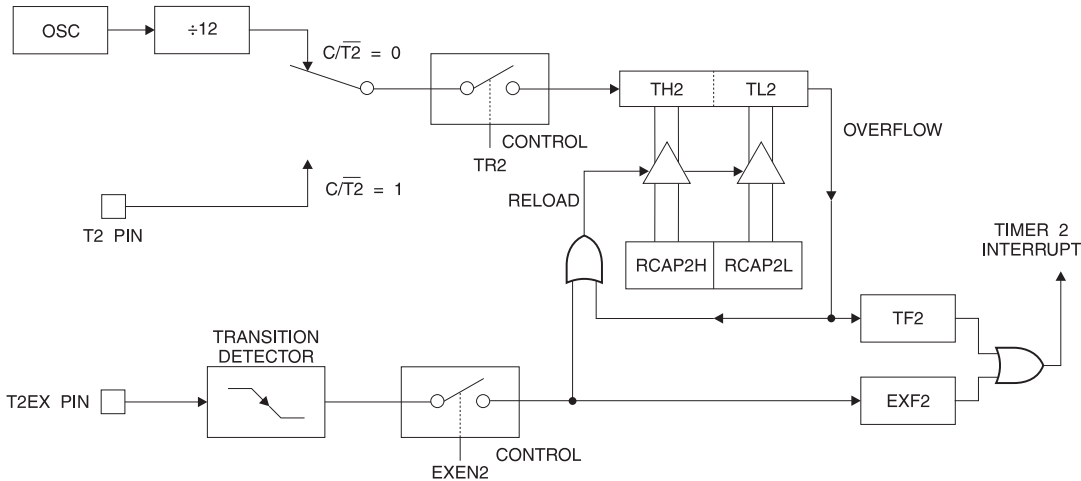 OSC
÷12
C/T2 = 0
TH2
TL2
OVERFLOW
CONTROL
TR2
C/T2 = 1
RELOAD
T2 PIN
TIMER 2
INTERRUPT
RCAP2H
RCAP2L
TF2
TRANSITION
DETECTOR
T2EX PIN
EXF2
CONTROL
EXEN2